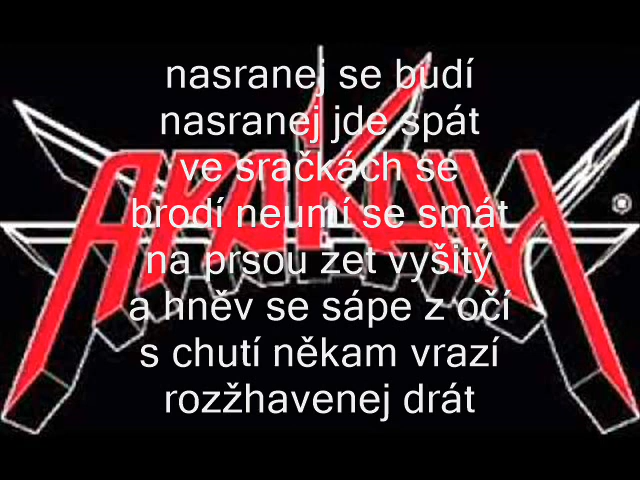 nasranej se budí
nasranej jde spát
ve sračkách se
brodí neumí se smát
na prsou zet vyšitý
a hněv se sápe z očí
s chutí někam vrazí
rozžhavenej drát
ARAKAIN
®